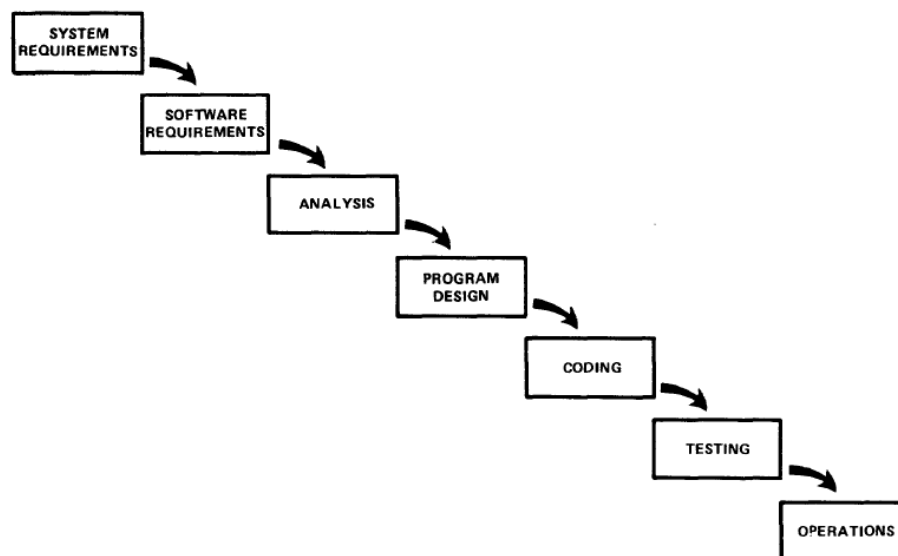 SYSTEM
REQUIREMENTS
SOFTWARE
REQUIREMENTS
ANALYSIS
PROGRAM
DESIGN
CODING
TESTING
OPERATIONS